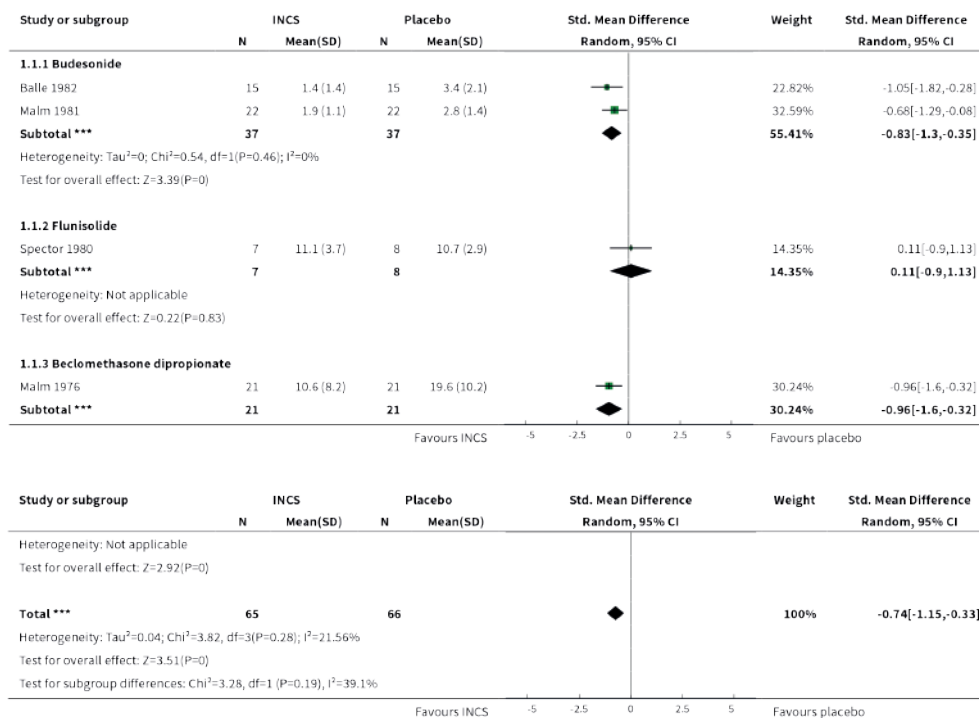 Study or subgroup INCS Placebo Std. Mean Difference Weight Std. Mean Difference
N Mean(SD) N Mean(SD) Random, 95% CI Random, 95% CI
1.1.1 Budesonide
Balle 1982 15 1.4 (1.4) 15 3.4 (2.1) 22.82% -1.05[-1.82,-0.28]
Malm 1981 22 1.9 (1.1) 22 2.8 (1.4) 32.59% -0.68[-1.29,-0.08]
Subtotal *** 37 37 55.41% -0.83[-1.3,-0.35]
Heterogeneity: Tau²=0; Chi²=0.54, df=1(P=0.46); I²=0%
Test for overall effect: Z=3.39(P=0)
1.1.2 Flunisolide
Spector 1980 7 11.1 (3.7) 8 10.7 (2.9) 14.35% 0.11[-0.9,1.13]
Subtotal *** 7 8 14.35% 0.11[-0.9,1.13]
Heterogeneity: Not applicable
Test for overall effect: Z=0.22(P=0.83)
1.1.3 Beclomethasone dipropionate
Malm 1976 21 10.6 (8.2) 21 19.6 (10.2) 30.24% -0.96[-1.6,-0.32]
Subtotal *** 21 21 30.24% -0.96[-1.6,-0.32]
Favours INCS -5 -2.5 0 2.5 5 Favours placebo
Study or subgroup INCS Placebo Std. Mean Difference Weight Std. Mean Difference
N Mean(SD) N Mean(SD) Random, 95% CI Random, 95% CI
Heterogeneity: Not applicable
Test for overall effect: Z=2.92(P=0)
Total *** 65 66 100% -0.74[-1.15,-0.33]
Heterogeneity: Tau²=0.04; Chi²=3.82, df=3(P=0.28); I²=21.56%
Test for overall effect: Z=3.51(P=0)
Test for subgroup differences: Chi²=3.28, df=1 (P=0.19), I²=39.1%
Favours INCS -5 -2.5 0 2.5 5 Favours placebo